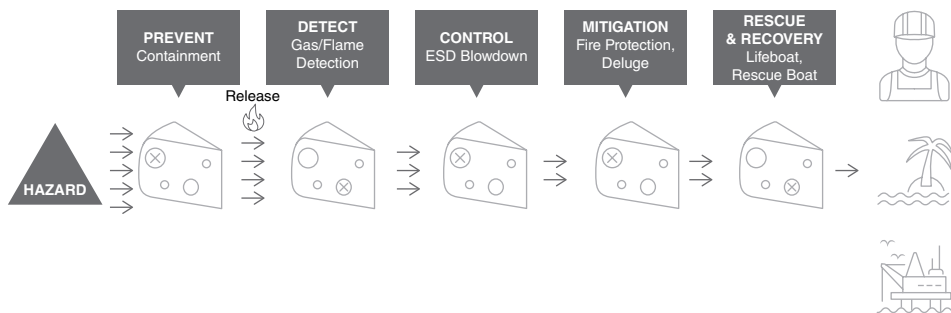 PREVENT
Containment
DETECT
Gas/Flame
Detection
CONTROL
ESD Blowdown
MITIGATION
Fire Protection,
Deluge
RESCUE
& RECOVERY
Lifeboat,
Rescue Boat
Release
HAZARD